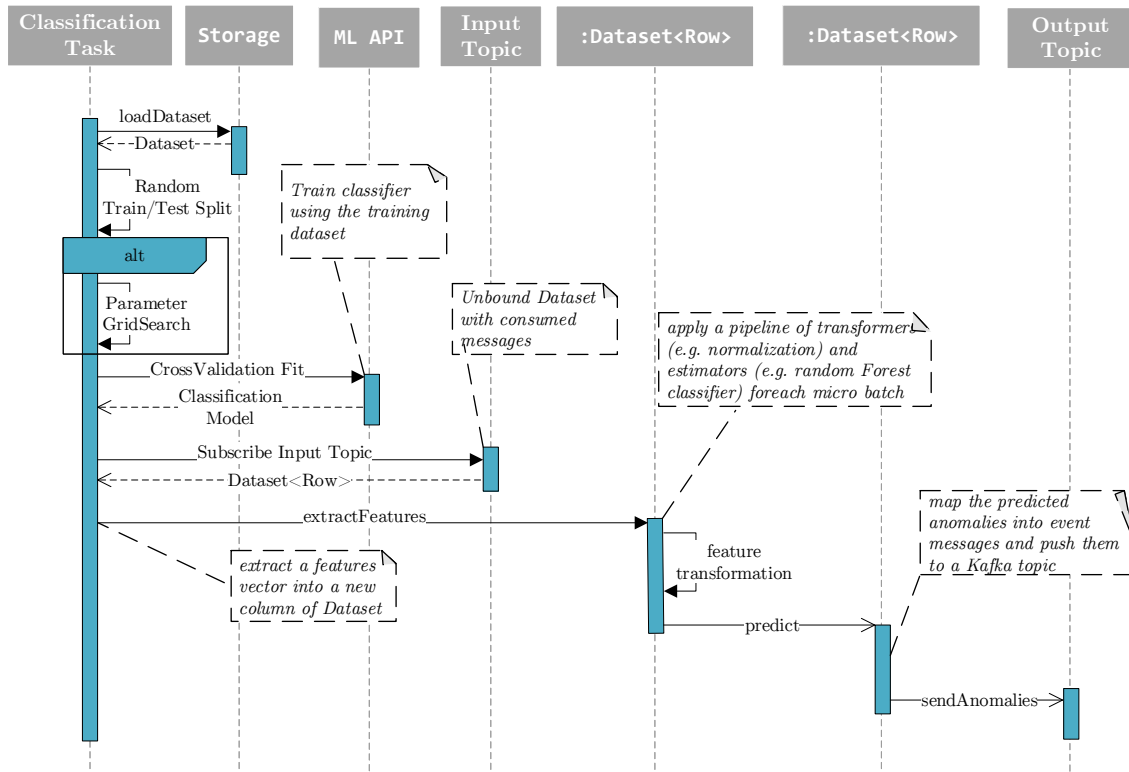 Classification
Task
Storage
ML API
Input
Topic
:Dataset<Row>
:Dataset<Row>
Output
Topic
loadDataset
Dataset
Random
Train/Test Split
Train classifier
using the training
dataset
alt
Parameter
GridSearch
Unbound Dataset
with consumed
messages
apply a pipeline of transformers
(e.g. normalization) and
estimators (e.g. random Forest
classifier) foreach micro batch
CrossValidation Fit
Classification
Model
Subscribe Input Topic
Dataset<Row>
extractFeatures
extract a features
vector into a new
column of Dataset
feature
transformation
map the predicted
anomalies into event
messages and push them
to a Kafka topic
predict
sendAnomalies